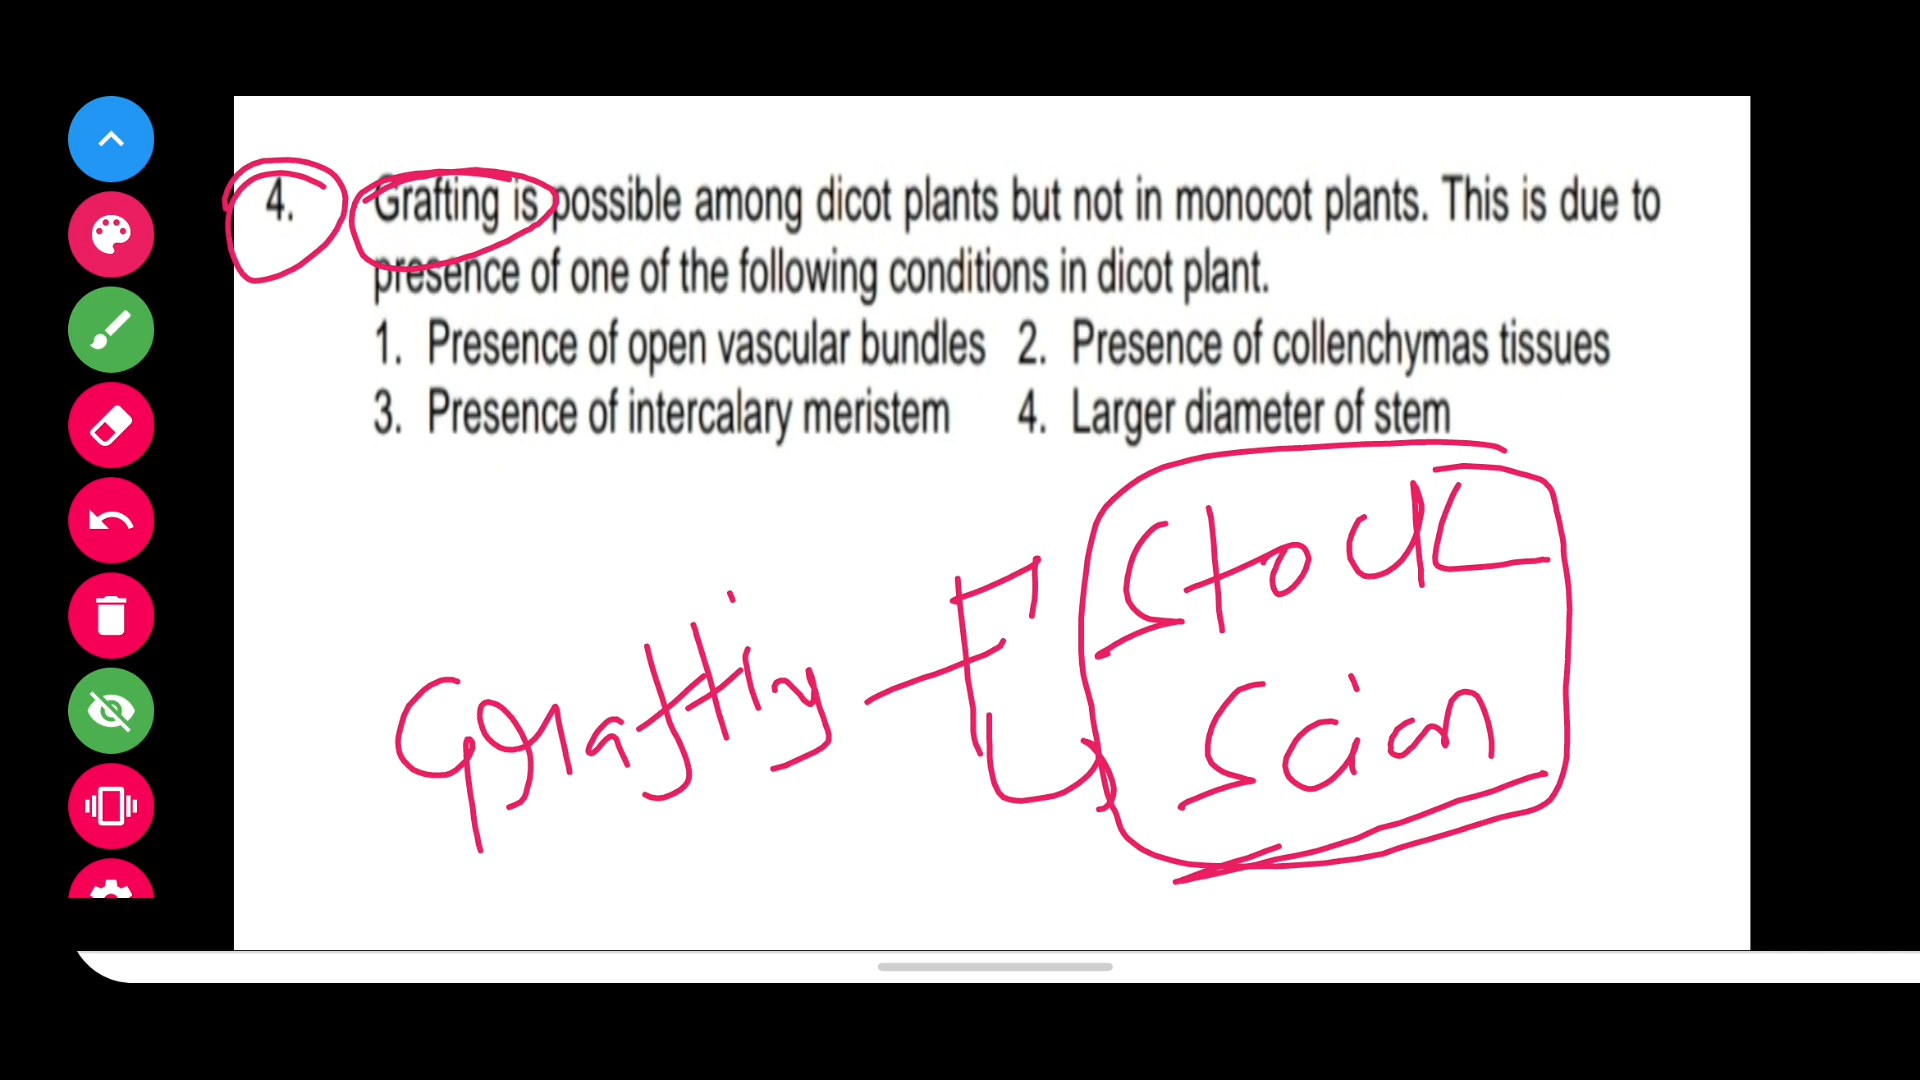 4. Grafting is possible among dicot plants but not in monocot plants. This is due to
presence of one of the following conditions in dicot plant.
1. Presence of open vascular bundles 2. Presence of collenchymas tissues
3. Presence of intercalary meristem 4. Larger diameter of stem
Stock
Grafting
Scion